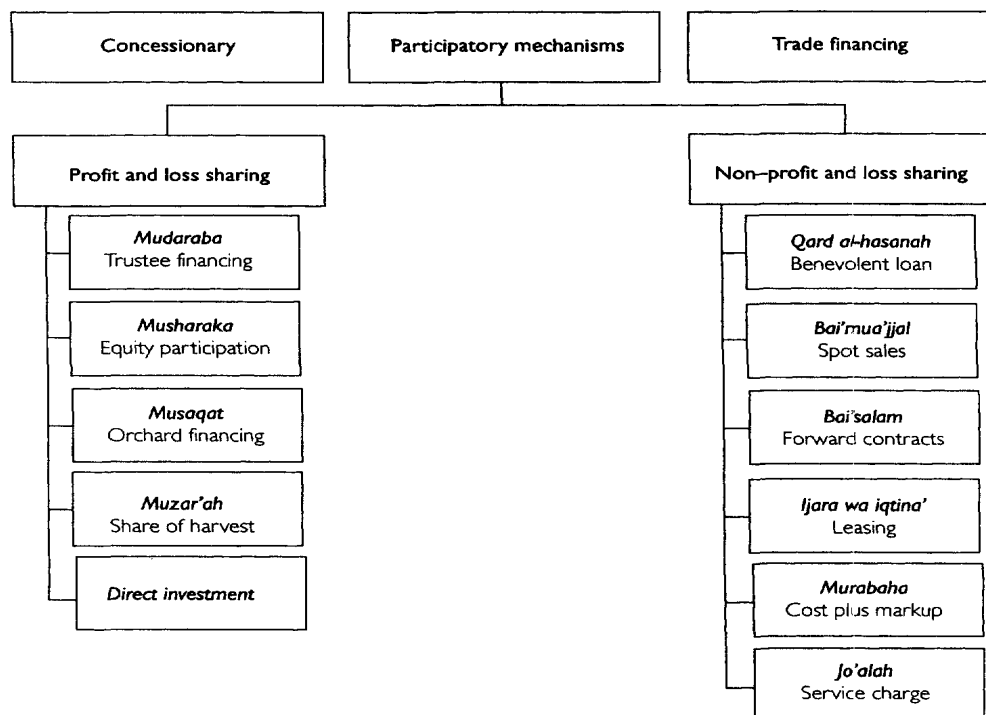 Concessionary
Participatory mechanisms
Trade financing
Profit and loss sharing
Non-profit and loss sharing
Mudaraba
Trustee financing
Musharaka
Equity participation
Musaqat
Orchard financing
Muzar'ah
Share of harvest
Direct investment
Qard al-hasanah
Benevolent loan
Bai'mua'jjal
Spot sales
Bai'salam
Forward contracts
Ijara wa iqtina'
Leasing
Murabaha
Cost plus markup
Jo'alah
Service charge